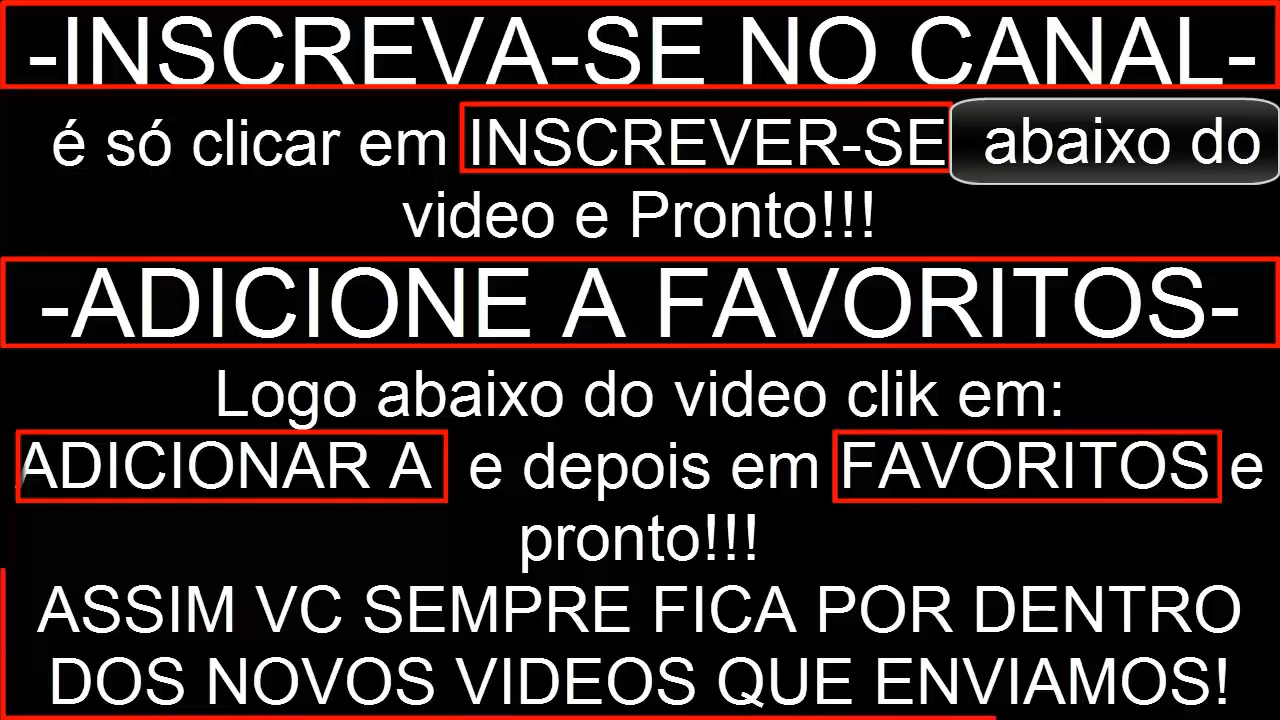 -INSCREVA-SE NO CANAL-
é só clicar em INSCREVER-SE abaixo do
video e Pronto!!!
-ADICIONE A FAVORITOS-
Logo abaixo do video clik em:
ADICIONAR A e depois em FAVORITOS e
pronto!!!
ASSIM VC SEMPRE FICA POR DENTRO
DOS NOVOS VIDEOS QUE ENVIAMOS!